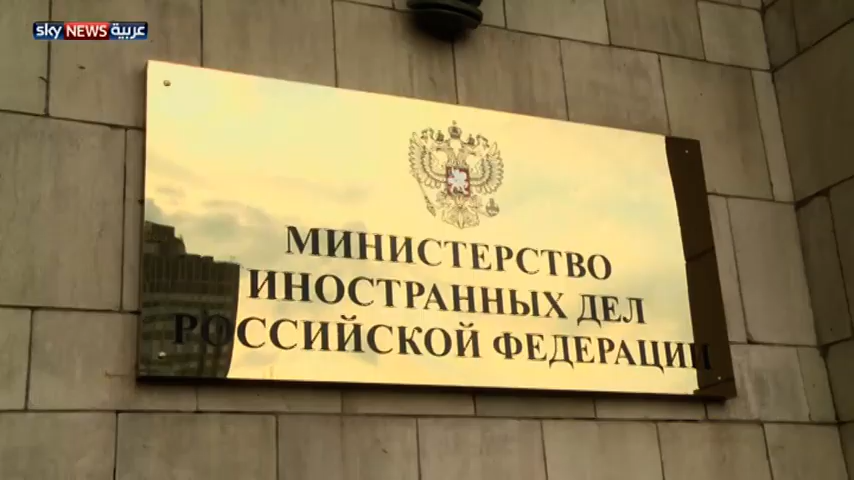 sky NEWS عربية
МИНИСТЕРСТВО
ИНОСТРАННЫХ ДЕЛ
РОССИЙСКОЙ ФЕДЕРАЦИИ